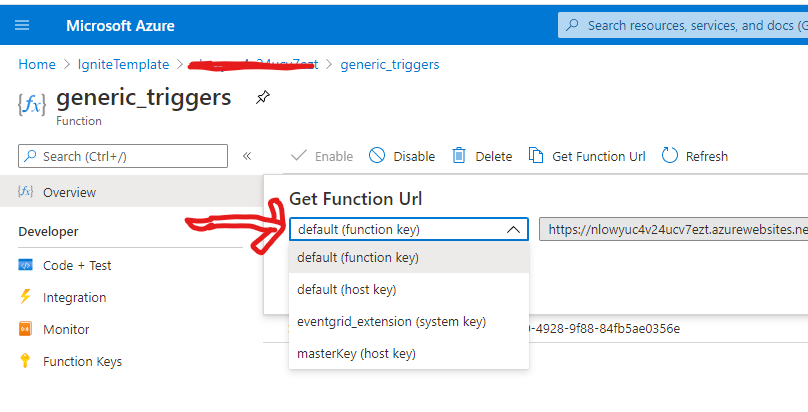 Microsoft Azure
Search resources, services, and docs (G
Home > IgniteTemplate > > generic_triggers
{fx} generic_triggers
Function
Search (Ctrl+/) «
Enable Disable Delete Get Function Url Refresh
{fx} Overview
Get Function Url
Developer
default (function key) https://nlowyuc4v24ucv7ezt.azurewebsites.ne
default (function key)
Code + Test
default (host key)
Integration
eventgrid_extension (system key) -4928-9f88-84fb5ae0356e
Monitor
masterKey (host key)
Function Keys